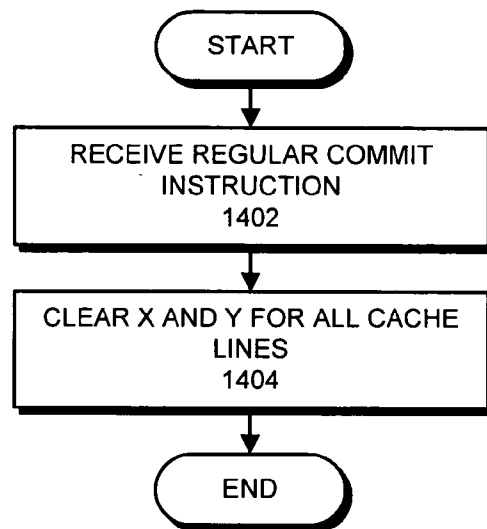 START
RECEIVE REGULAR COMMIT
INSTRUCTION
1402
CLEAR X AND Y FOR ALL CACHE
LINES
1404
END